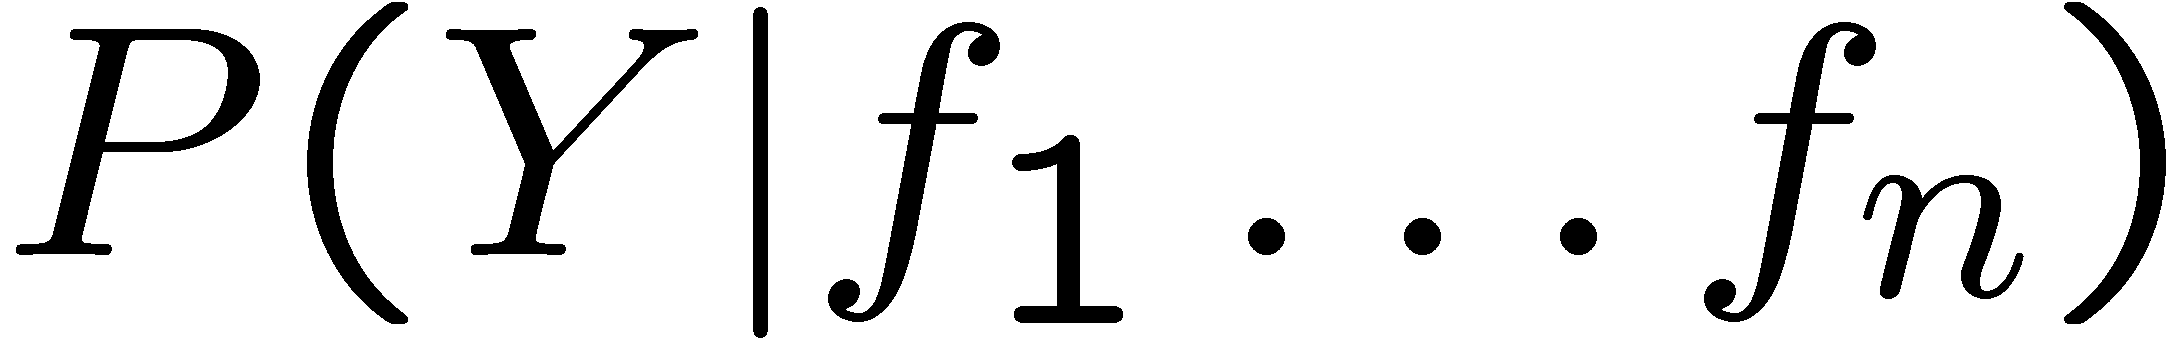 P(Y|f₁ . . . fₙ)